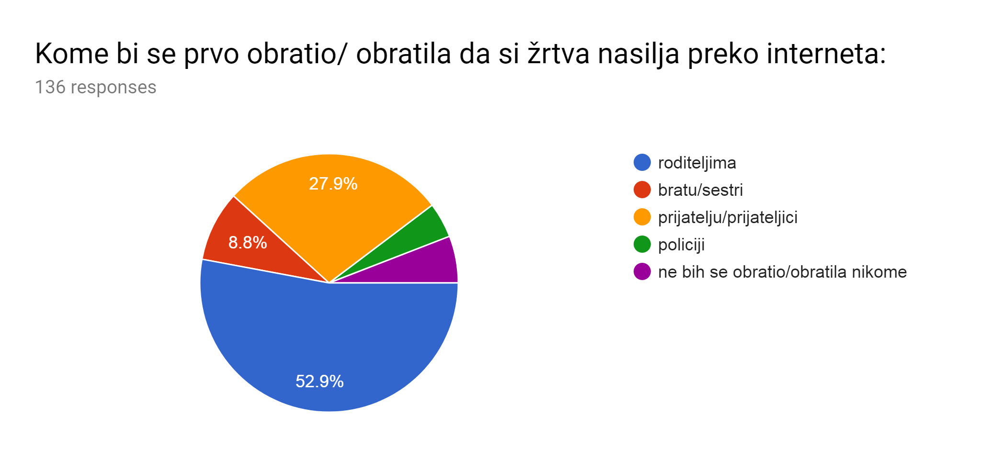 Kome bi se prvo obratio/ obratila da si žrtva nasilja preko interneta:
136 responses
27.9%
8.8%
52.9%
roditeljima
bratu/sestri
prijatelju/prijateljici
policiji
ne bih se obratio/obratila nikome